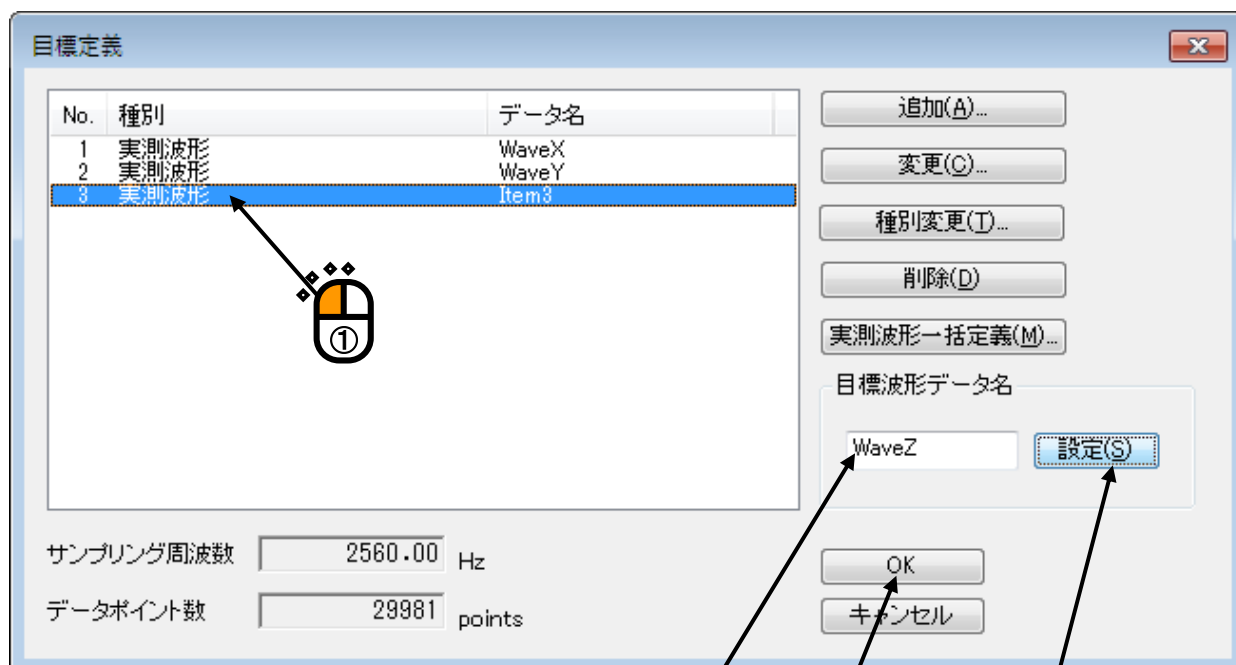 目標定義
No. 種別 データ名
1 実測波形 WaveX
2 実測波形 WaveY
3 実測波形 Item3
①
追加(A)...
変更(C)...
種別変更(T)...
削除(D)
実測波形一括定義(M)...
目標波形データ名
WaveZ 設定(S)
サンプリング周波数 2560.00 Hz
データポイント数 29981 points
OK
キャンセル